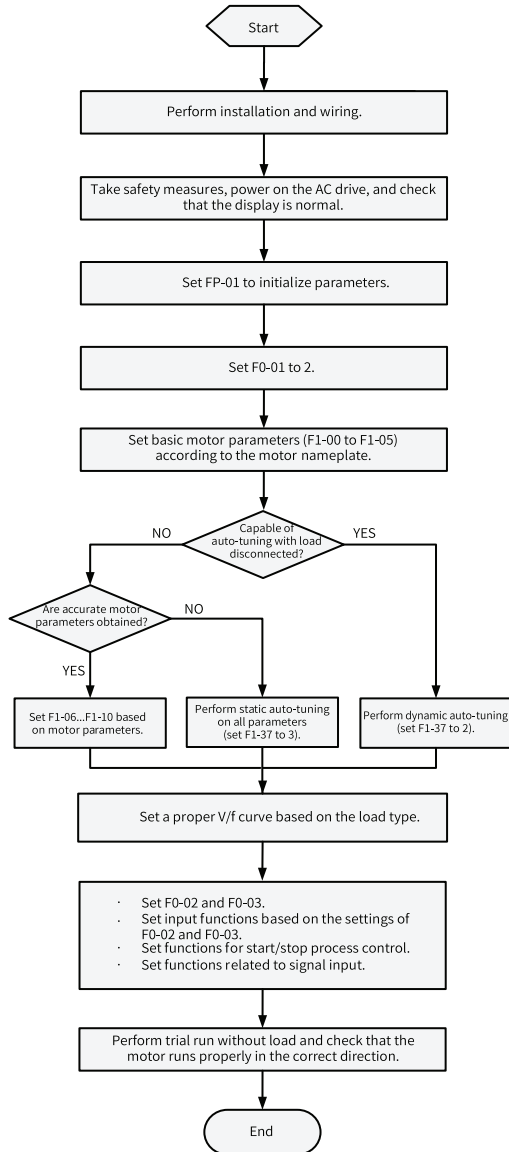 Start
Perform installation and wiring.
Take safety measures, power on the AC drive, and check
that the display is normal.
Set FP-01 to initialize parameters.
Set F0-01 to 2.
Set basic motor parameters (F1-00 to F1-05)
according to the motor nameplate.
Capable of
auto-tuning with load
disconnected?
NO
YES
Are accurate motor
parameters obtained?
NO
YES
Set F1-06...F1-10 based
on motor parameters.
Perform static auto-tuning
on all parameters
(set F1-37 to 3).
Perform dynamic auto-tuning
(set F1-37 to 2).
Set a proper V/f curve based on the load type.
· Set F0-02 and F0-03.
· Set input functions based on the settings of
F0-02 and F0-03.
· Set functions for start/stop process control.
· Set functions related to signal input.
Perform trial run without load and check that the
motor runs properly in the correct direction.
End